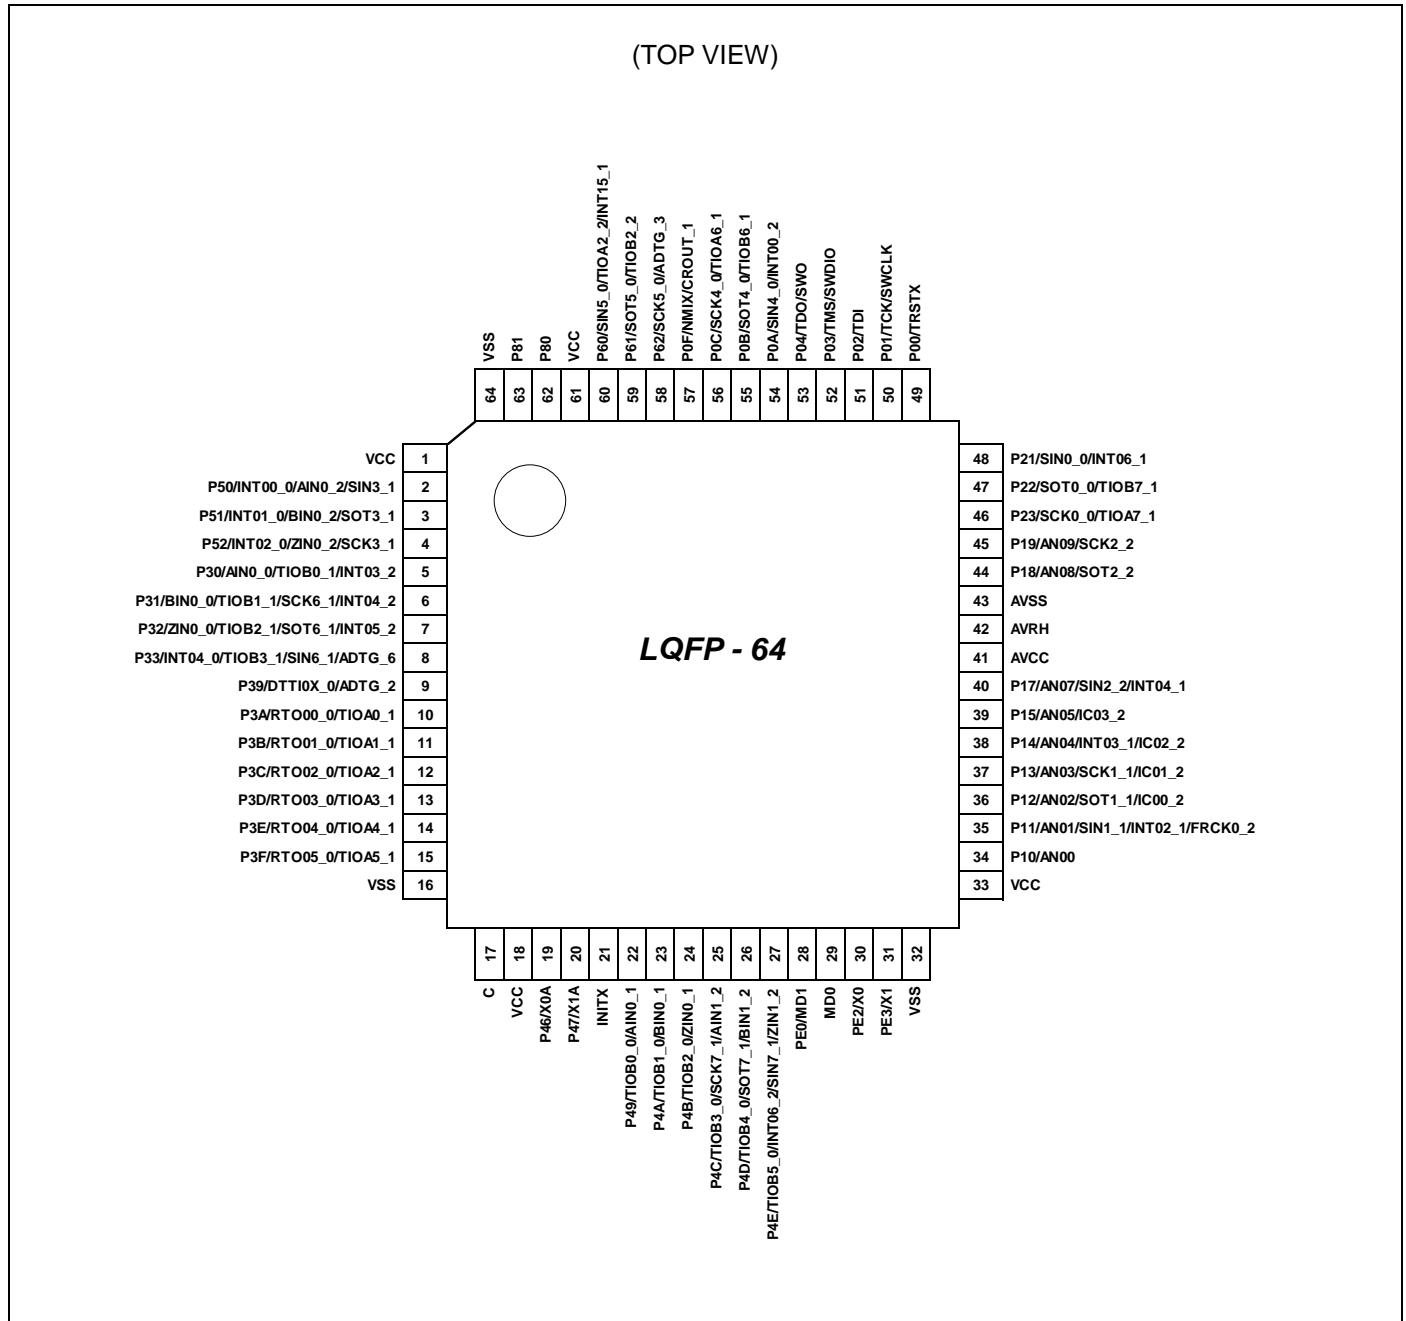 (TOP VIEW)
VSS
P81
P80
VCC
P60/SIN5_0/TIOA2_2/INT15_1
P61/SOT5_0/TIOB2_2
P62/SCK5_0/ADTG_3
P0F/NMIX/CROUT_1
P0C/SCK4_0/TIOA6_1
P0B/SOT4_0/TIOB6_1
P0A/SIN4_0/INT00_2
P04/TDO/SWO
P03/TMS/SWDIO
P02/TDI
P01/TCK/SWCLK
P00/TRSTX
64
63
62
61
60
59
58
57
56
55
54
53
52
51
50
49
VCC 1
P50/INT00_0/AIN0_2/SIN3_1 2
P51/INT01_0/BIN0_2/SOT3_1 3
P52/INT02_0/ZIN0_2/SCK3_1 4
P30/AIN0_0/TIOB0_1/INT03_2 5
P31/BIN0_0/TIOB1_1/SCK6_1/INT04_2 6
P32/ZIN0_0/TIOB2_1/SOT6_1/INT05_2 7
P33/INT04_0/TIOB3_1/SIN6_1/ADTG_6 8
P39/DTTI0X_0/ADTG_2 9
P3A/RTO00_0/TIOA0_1 10
P3B/RTO01_0/TIOA1_1 11
P3C/RTO02_0/TIOA2_1 12
P3D/RTO03_0/TIOA3_1 13
P3E/RTO04_0/TIOA4_1 14
P3F/RTO05_0/TIOA5_1 15
VSS 16
LQFP - 64
48 P21/SIN0_0/INT06_1
47 P22/SOT0_0/TIOB7_1
46 P23/SCK0_0/TIOA7_1
45 P19/AN09/SCK2_2
44 P18/AN08/SOT2_2
43 AVSS
42 AVRH
41 AVCC
40 P17/AN07/SIN2_2/INT04_1
39 P15/AN05/IC03_2
38 P14/AN04/INT03_1/IC02_2
37 P13/AN03/SCK1_1/IC01_2
36 P12/AN02/SOT1_1/IC00_2
35 P11/AN01/SIN1_1/INT02_1/FRCK0_2
34 P10/AN00
33 VCC
17
18
19
20
21
22
23
24
25
26
27
28
29
30
31
32
C
VCC
P46/X0A
P47/X1A
INITX
P49/TIOB0_0/AIN0_1
P4A/TIOB1_0/BIN0_1
P4B/TIOB2_0/ZIN0_1
P4C/TIOB3_0/SCK7_1/AIN1_2
P4D/TIOB4_0/SOT7_1/BIN1_2
P4E/TIOB5_0/INT06_2/SIN7_1/ZIN1_2
PE0/MD1
MD0
PE2/X0
PE3/X1
VSS